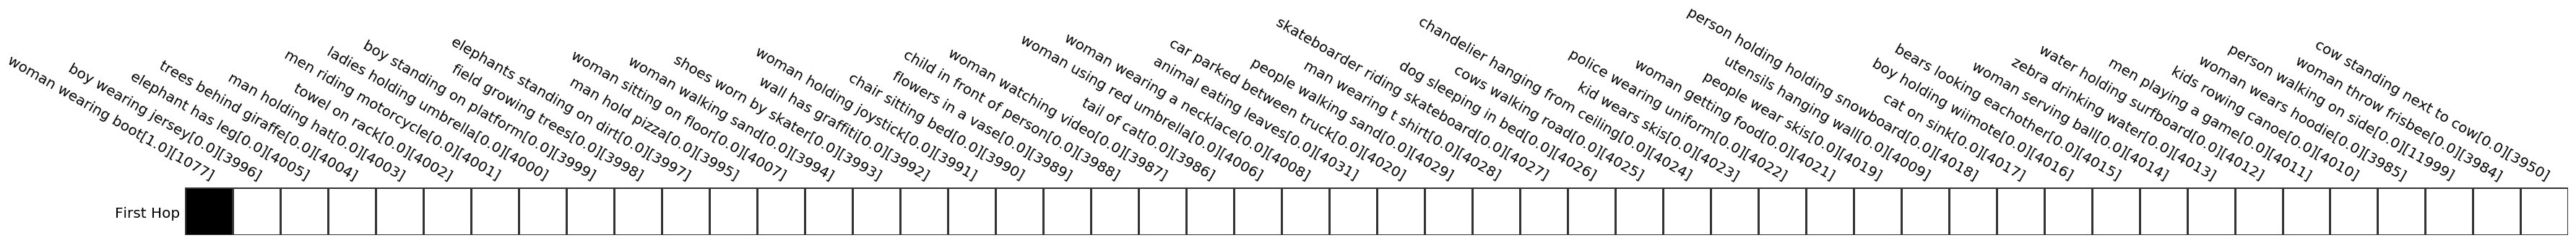 woman wearing boot[1.0][1077]
boy wearing jersey[0.0][3996]
elephant has leg[0.0][4005]
trees behind giraffe[0.0][4004]
man holding hat[0.0][4003]
towel on rack[0.0][4002]
men riding motorcycle[0.0][4001]
ladies holding umbrella[0.0][4000]
boy standing on platform[0.0][3999]
field growing trees[0.0][3998]
elephants standing on dirt[0.0][3997]
man hold pizza[0.0][3995]
woman sitting on floor[0.0][4007]
woman walking sand[0.0][3994]
shoes worn by skater[0.0][3993]
wall has graffiti[0.0][3992]
woman holding joystick[0.0][3991]
chair sitting bed[0.0][3990]
flowers in a vase[0.0][3989]
child in front of person[0.0][3988]
woman watching video[0.0][3987]
tail of cat[0.0][3986]
woman using red umbrella[0.0][4006]
woman wearing a necklace[0.0][4008]
animal eating leaves[0.0][4031]
car parked between truck[0.0][4020]
people walking sand[0.0][4029]
man wearing t shirt[0.0][4028]
skateboarder riding skateboard[0.0][4027]
dog sleeping in bed[0.0][4026]
cows walking road[0.0][4025]
chandelier hanging from ceiling[0.0][4024]
kid wears skis[0.0][4023]
police wearing uniform[0.0][4022]
woman getting food[0.0][4021]
people wear skis[0.0][4019]
utensils hanging wall[0.0][4009]
person holding holding snowboard[0.0][4018]
cat on sink[0.0][4017]
boy holding wiimote[0.0][4016]
bears looking eachother[0.0][4015]
woman serving ball[0.0][4014]
zebra drinking water[0.0][4013]
water holding surfboard[0.0][4012]
men playing a game[0.0][4011]
kids rowing canoe[0.0][4010]
woman wears hoodie[0.0][3985]
person walking on side[0.0][11999]
woman throw frisbee[0.0][3984]
cow standing next to cow[0.0][3950]
First Hop